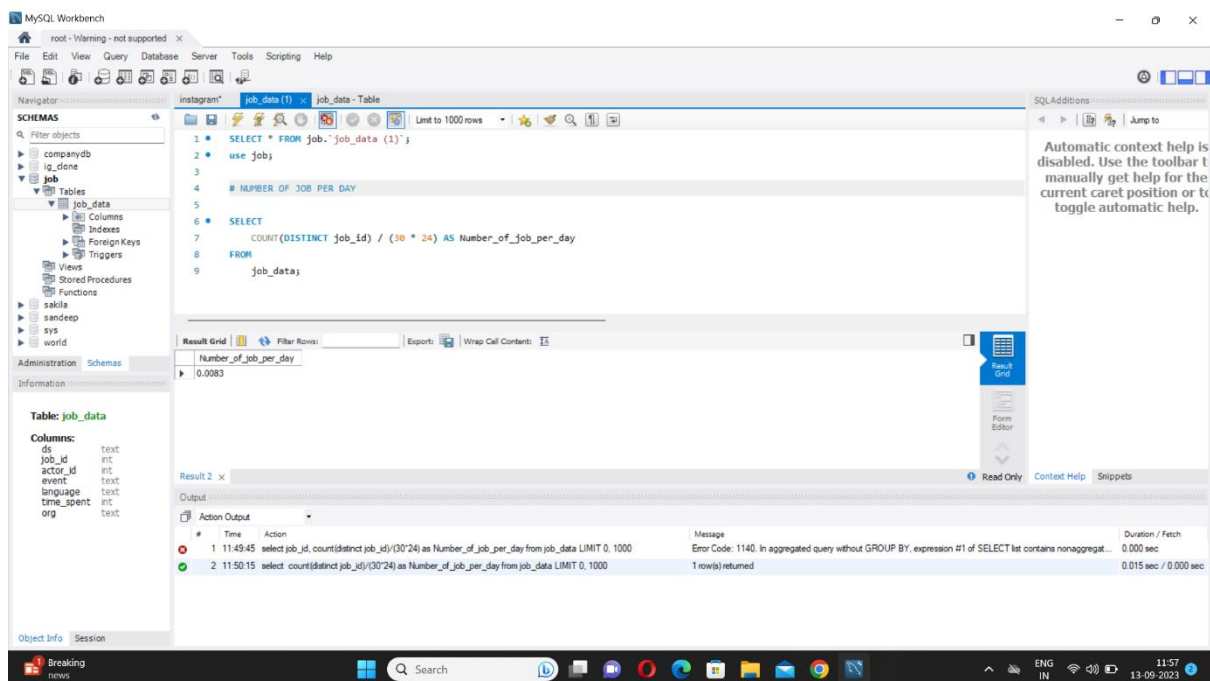 MySQL Workbench
root - Warning - not supported
File Edit View Query Database Server Tools Scripting Help
Navigator
SCHEMAS
Filter objects
companydb
ig_clone
job
Tables
job_data
Columns
Indexes
Foreign Keys
Triggers
Views
Stored Procedures
Functions
sakila
sandeep
sys
world
Administration Schemas
Information
Table: job_data
Columns:
ds text
job_id int
actor_id int
event text
language text
time_spent int
org text
Object Info Session
instagram* job_data (1) job_data - Table
Limit to 1000 rows
1 SELECT * FROM job.`job_data (1)`;
2 use job;
3
4 # NUMBER OF JOB PER DAY
5
6 SELECT
7 COUNT(DISTINCT job_id) / (30 * 24) AS Number_of_job_per_day
8 FROM
9 job_data;
Result Grid Filter Rows: Export: Wrap Cell Content:
Number_of_job_per_day
0.0083
Result Grid
Form Editor
Result 2 Read Only
Output
Action Output
# Time Action Message Duration / Fetch
1 11:49:45 select job_id, count(distinct job_id)/(30*24) as Number_of_job_per_day from job_data LIMIT 0, 1000 Error Code: 1140. In aggregated query without GROUP BY, expression #1 of SELECT list contains nonaggregat... 0.000 sec
2 11:50:15 select count(distinct job_id)/(30*24) as Number_of_job_per_day from job_data LIMIT 0, 1000 1 row(s) returned 0.015 sec / 0.000 sec
SQLAdditions
Jump to
Automatic context help is
disabled. Use the toolbar t
manually get help for the
current caret position or to
toggle automatic help.
Context Help Snippets
1
Breaking
news
Search
ENG
IN
11:57
13-09-2023
2